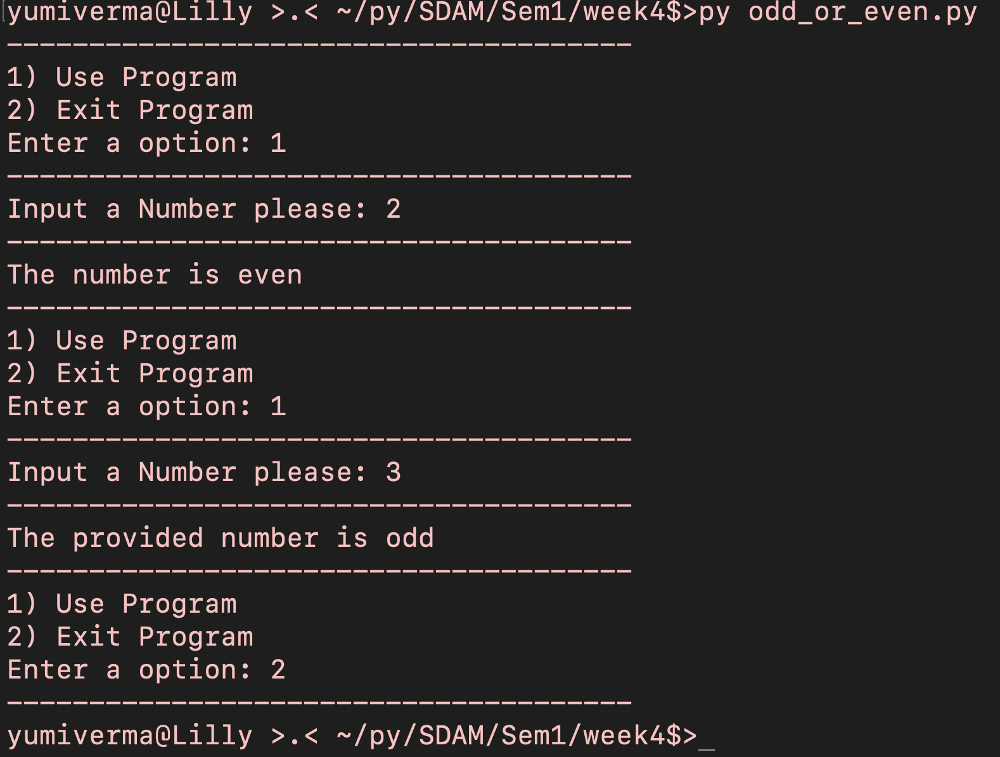 yumiverma@Lilly >.< ~/py/SDAM/Sem1/week4$>py odd_or_even.py
--------------------------------------
1) Use Program
2) Exit Program
Enter a option: 1
--------------------------------------
Input a Number please: 2
--------------------------------------
The number is even
--------------------------------------
1) Use Program
2) Exit Program
Enter a option: 1
--------------------------------------
Input a Number please: 3
--------------------------------------
The provided number is odd
--------------------------------------
1) Use Program
2) Exit Program
Enter a option: 2
--------------------------------------
yumiverma@Lilly >.< ~/py/SDAM/Sem1/week4$>_